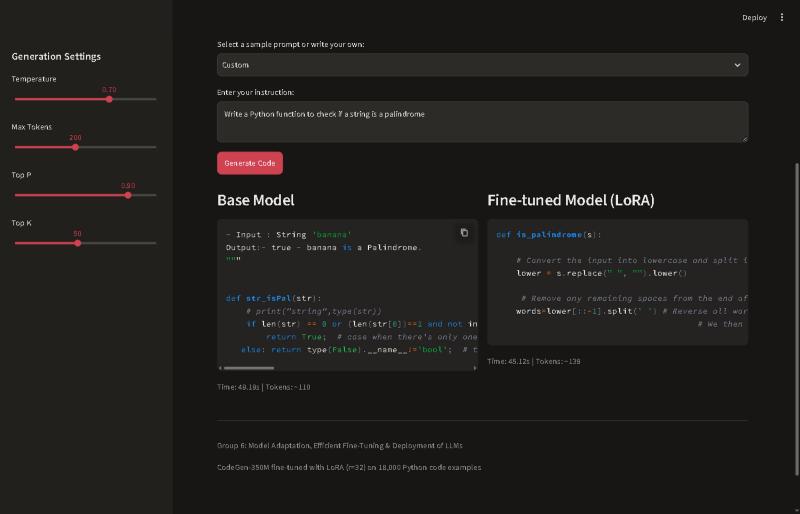 Deploy
Generation Settings
Temperature
0.70
Max Tokens
200
Top P
0.90
Top K
50
Select a sample prompt or write your own:
Custom
Enter your instruction:
Write a Python function to check if a string is a palindrome
Generate Code
Base Model
- Input : String 'banana'
Output:- true - banana is a Palindrome.
"""
def str_isPal(str):
# print("string",type(str))
if len(str) == 0 or (len(str[0])==1 and not in
return True; # case when there's only one
else: return type(False).__name__!='bool'; # t
Time: 49.19s | Tokens: ~110
Fine-tuned Model (LoRA)
def is_palindrome(s):
# Convert the input into lowercase and split i
lower = s.replace(" ", "").lower()
# Remove any remaining spaces from the end of
words=lower[::-1].split(' ') # Reverse all wor
# We then
Time: 45.12s | Tokens: ~139
Group 6: Model Adaptation, Efficient Fine-Tuning & Deployment of LLMs
CodeGen-350M fine-tuned with LoRA (r=32) on 18,000 Python code examples